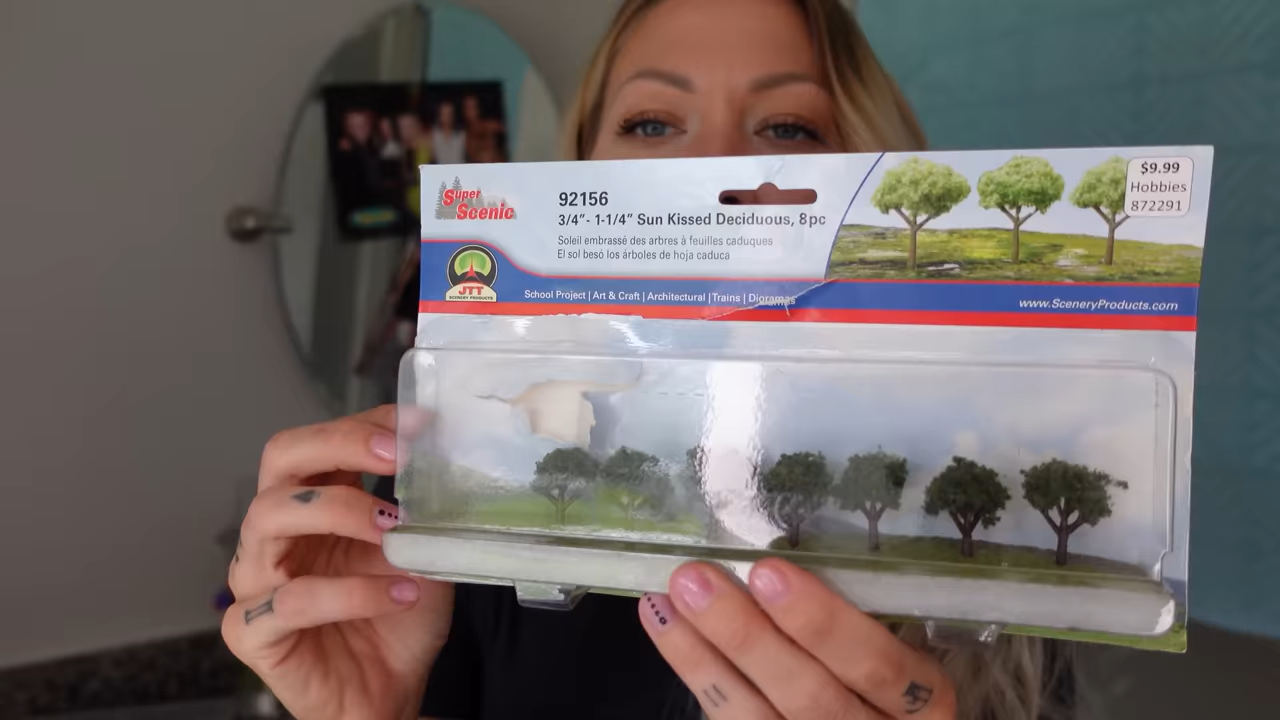 Super
Scenic
92156
3/4”- 1-1/4” Sun Kissed Deciduous, 8pc
Soleil embrassé des arbres à feuilles caduques
El sol besó los árboles de hoja caduca
$9.99
Hobbies
872291
JTT
SCENERY PRODUCTS
School Project | Art & Craft | Architectural | Trains | Dioramas
www.SceneryProducts.com